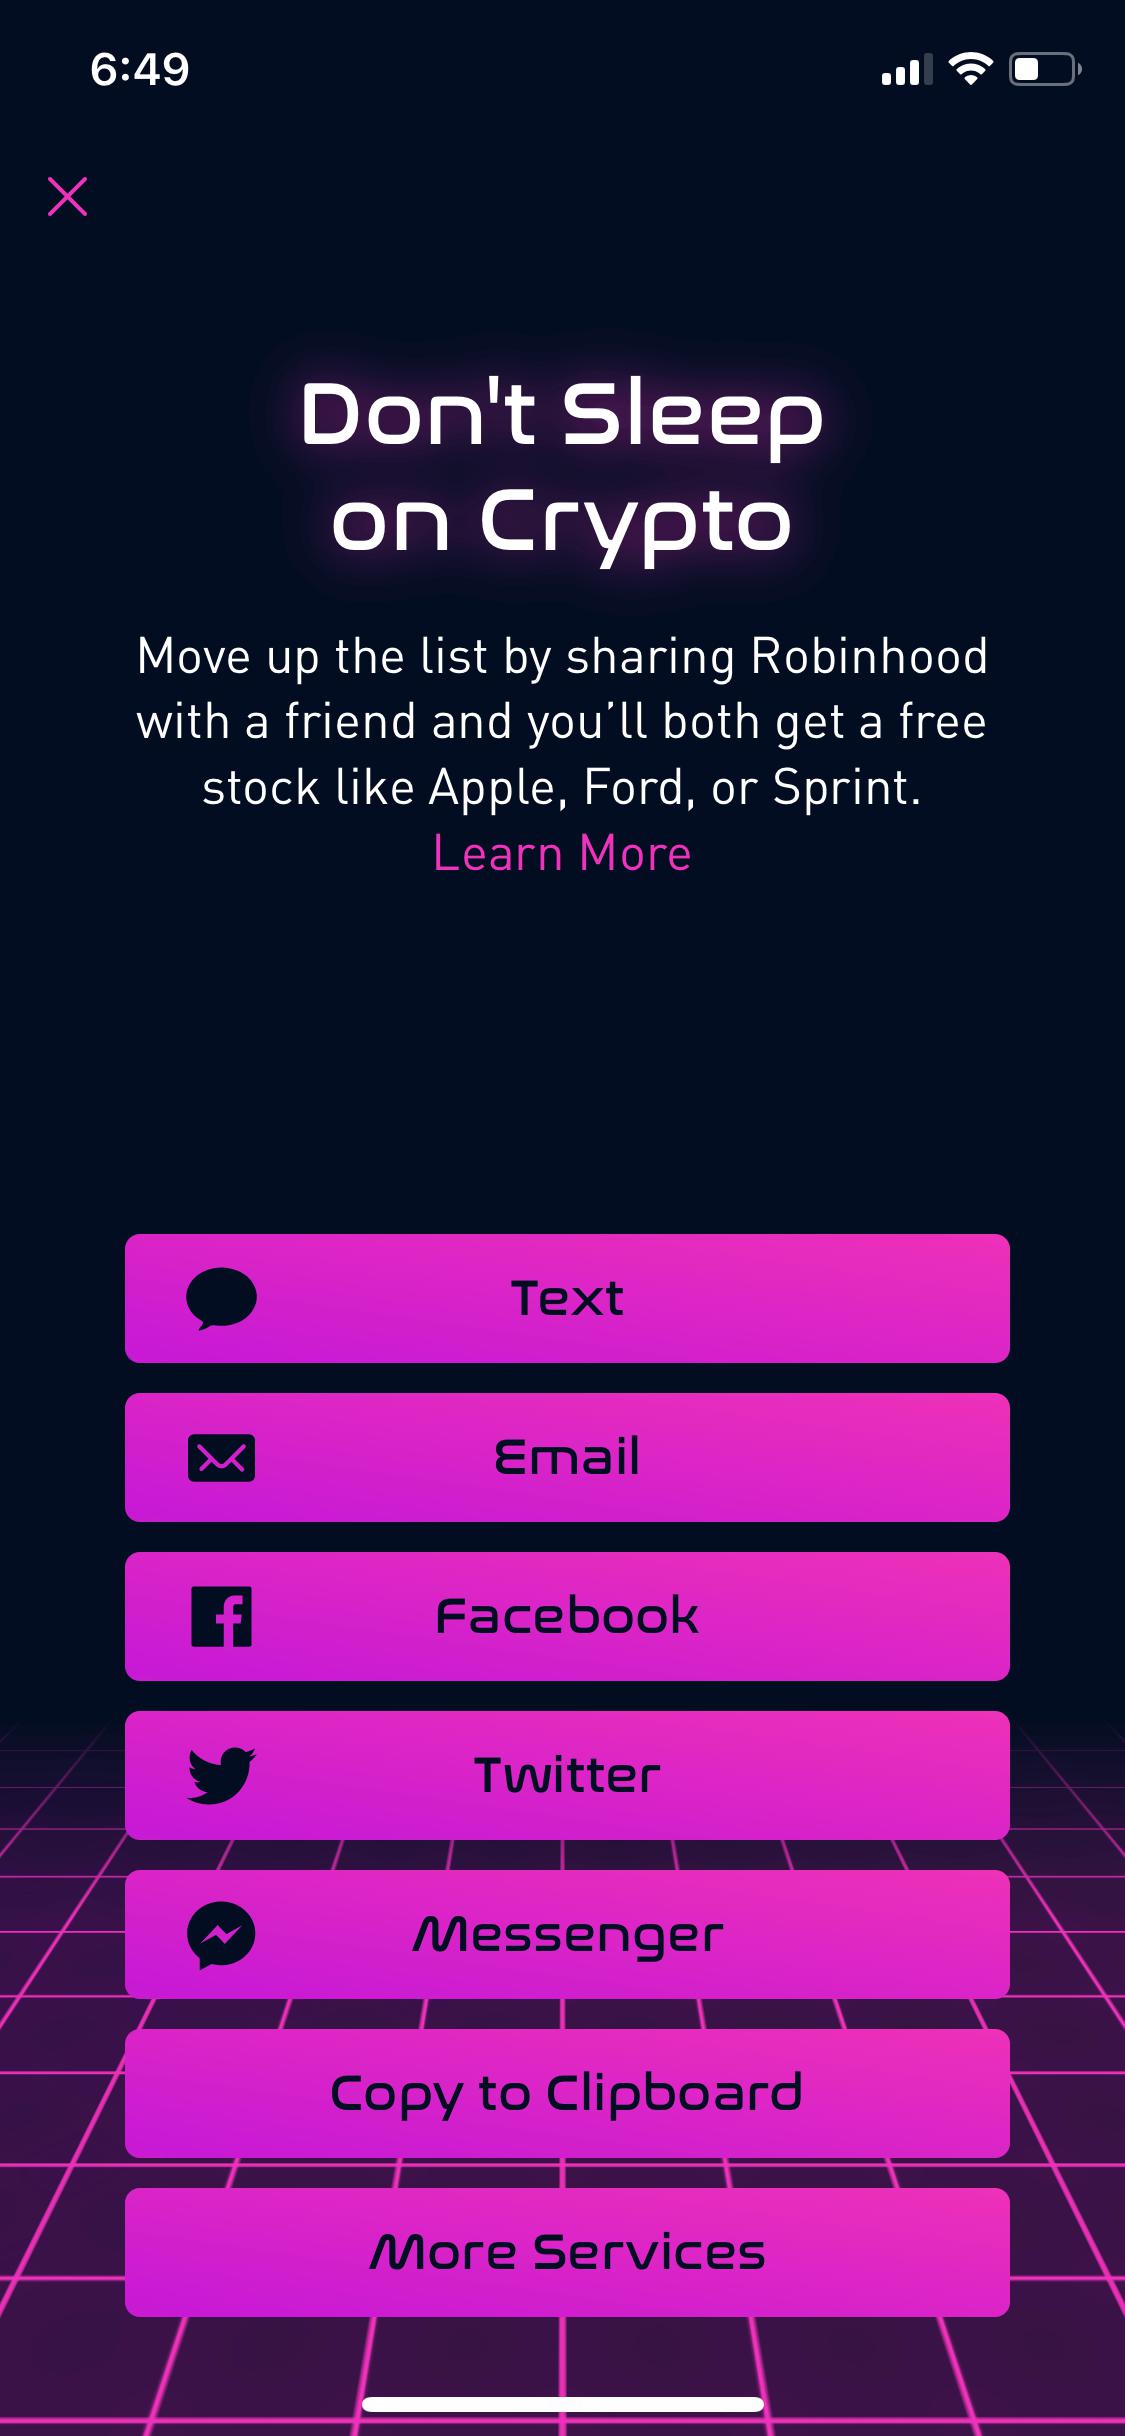 6:49
Don't Sleep
on Crypto
Move up the list by sharing Robinhood
with a friend and you’ll both get a free
stock like Apple, Ford, or Sprint.
Learn More
Text
Email
Facebook
Twitter
Messenger
Copy to Clipboard
More Services